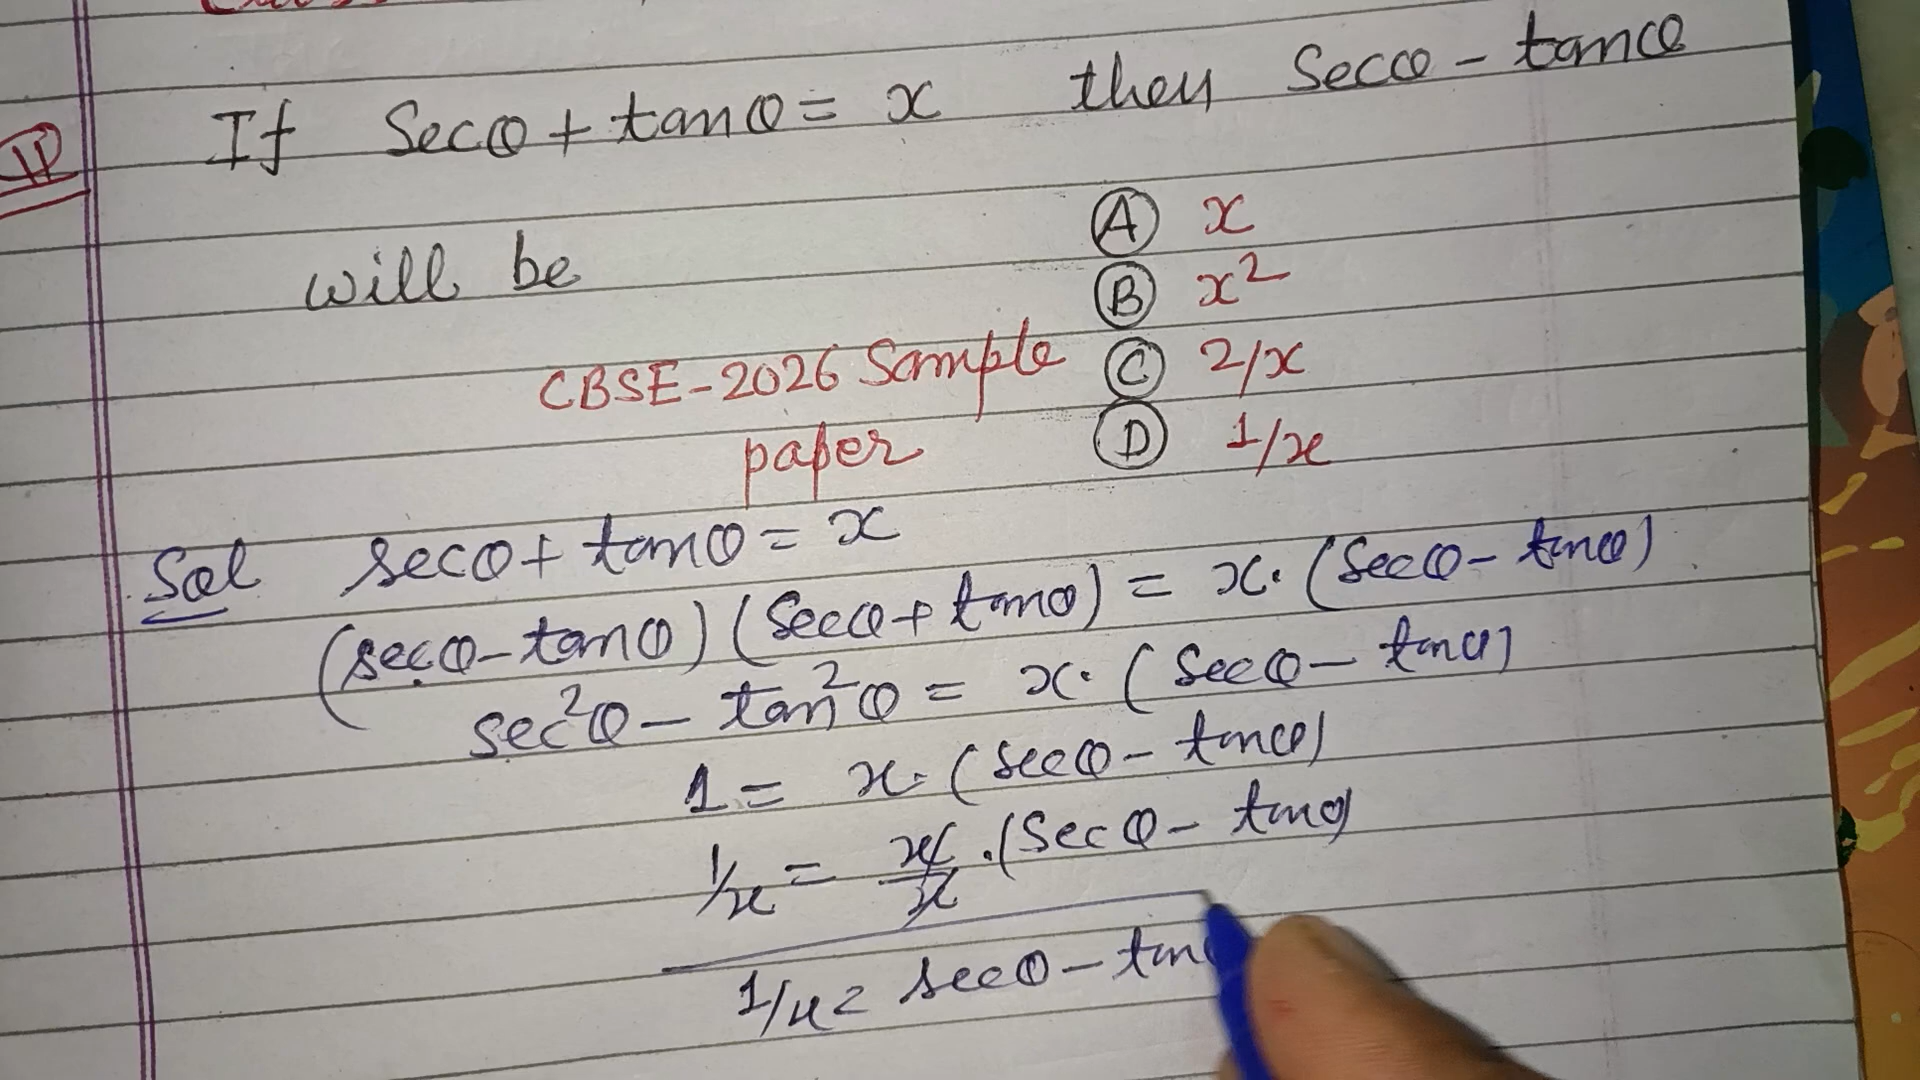 If Secθ + tanθ = x then Secθ - tanθ
will be
Ⓐ x
Ⓑ x²
Ⓒ 2/x
Ⓓ 1/x
CBSE-2026 Sample
paper
Sol secθ + tanθ = x
(secθ - tanθ) (Secθ + tanθ) = x. (Secθ - tanθ)
sec²θ - tan²θ = x. (Secθ - tanθ)
1 = x. (Secθ - tanθ)
1/x = x/x .(Secθ - tanθ)
1/x = secθ - tan